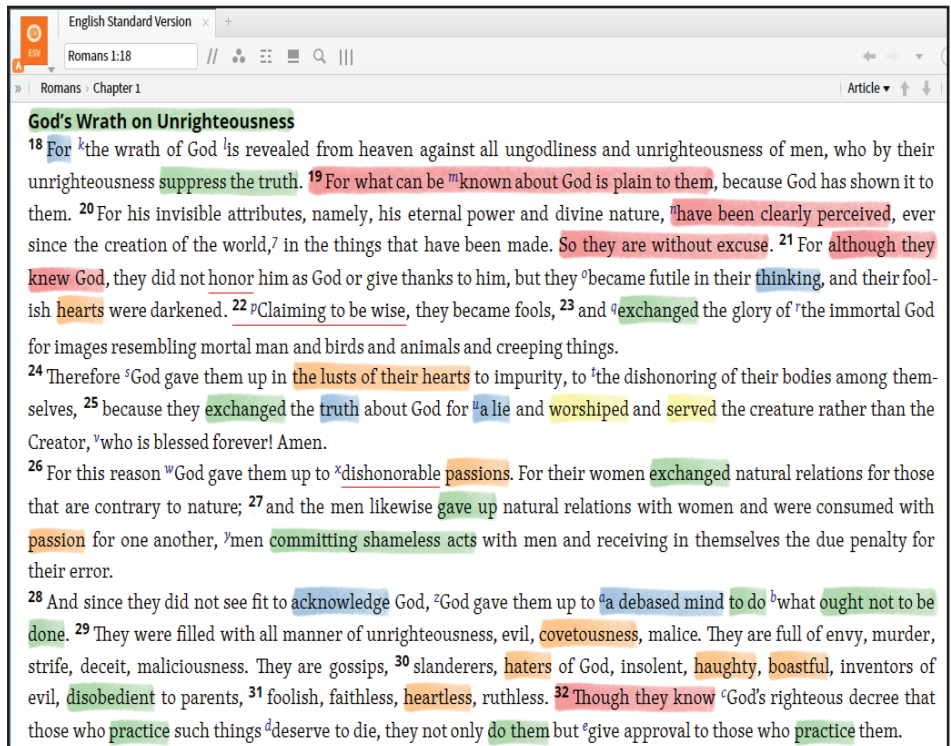 English Standard Version × +
ESV
A
Romans 1:18
» Romans › Chapter 1 Article ▾
God's Wrath on Unrighteousness
18 For kthe wrath of God lis revealed from heaven against all ungodliness and unrighteousness of men, who by their
unrighteousness suppress the truth. 19 For what can be mknown about God is plain to them, because God has shown it to
them. 20 For his invisible attributes, namely, his eternal power and divine nature, nhave been clearly perceived, ever
since the creation of the world,7 in the things that have been made. So they are without excuse. 21 For although they
knew God, they did not honor him as God or give thanks to him, but they obecame futile in their thinking, and their fool-
ish hearts were darkened. 22 pClaiming to be wise, they became fools, 23 and qexchanged the glory of rthe immortal God
for images resembling mortal man and birds and animals and creeping things.
24 Therefore sGod gave them up in the lusts of their hearts to impurity, to tthe dishonoring of their bodies among them-
selves, 25 because they exchanged the truth about God for ua lie and worshiped and served the creature rather than the
Creator, vwho is blessed forever! Amen.
26 For this reason wGod gave them up to xdishonorable passions. For their women exchanged natural relations for those
that are contrary to nature; 27 and the men likewise gave up natural relations with women and were consumed with
passion for one another, ymen committing shameless acts with men and receiving in themselves the due penalty for
their error.
28 And since they did not see fit to acknowledge God, zGod gave them up to aa debased mind to do bwhat ought not to be
done. 29 They were filled with all manner of unrighteousness, evil, covetousness, malice. They are full of envy, murder,
strife, deceit, maliciousness. They are gossips, 30 slanderers, haters of God, insolent, haughty, boastful, inventors of
evil, disobedient to parents, 31 foolish, faithless, heartless, ruthless. 32 Though they know cGod's righteous decree that
those who practice such things ddeserve to die, they not only do them but egive approval to those who practice them.